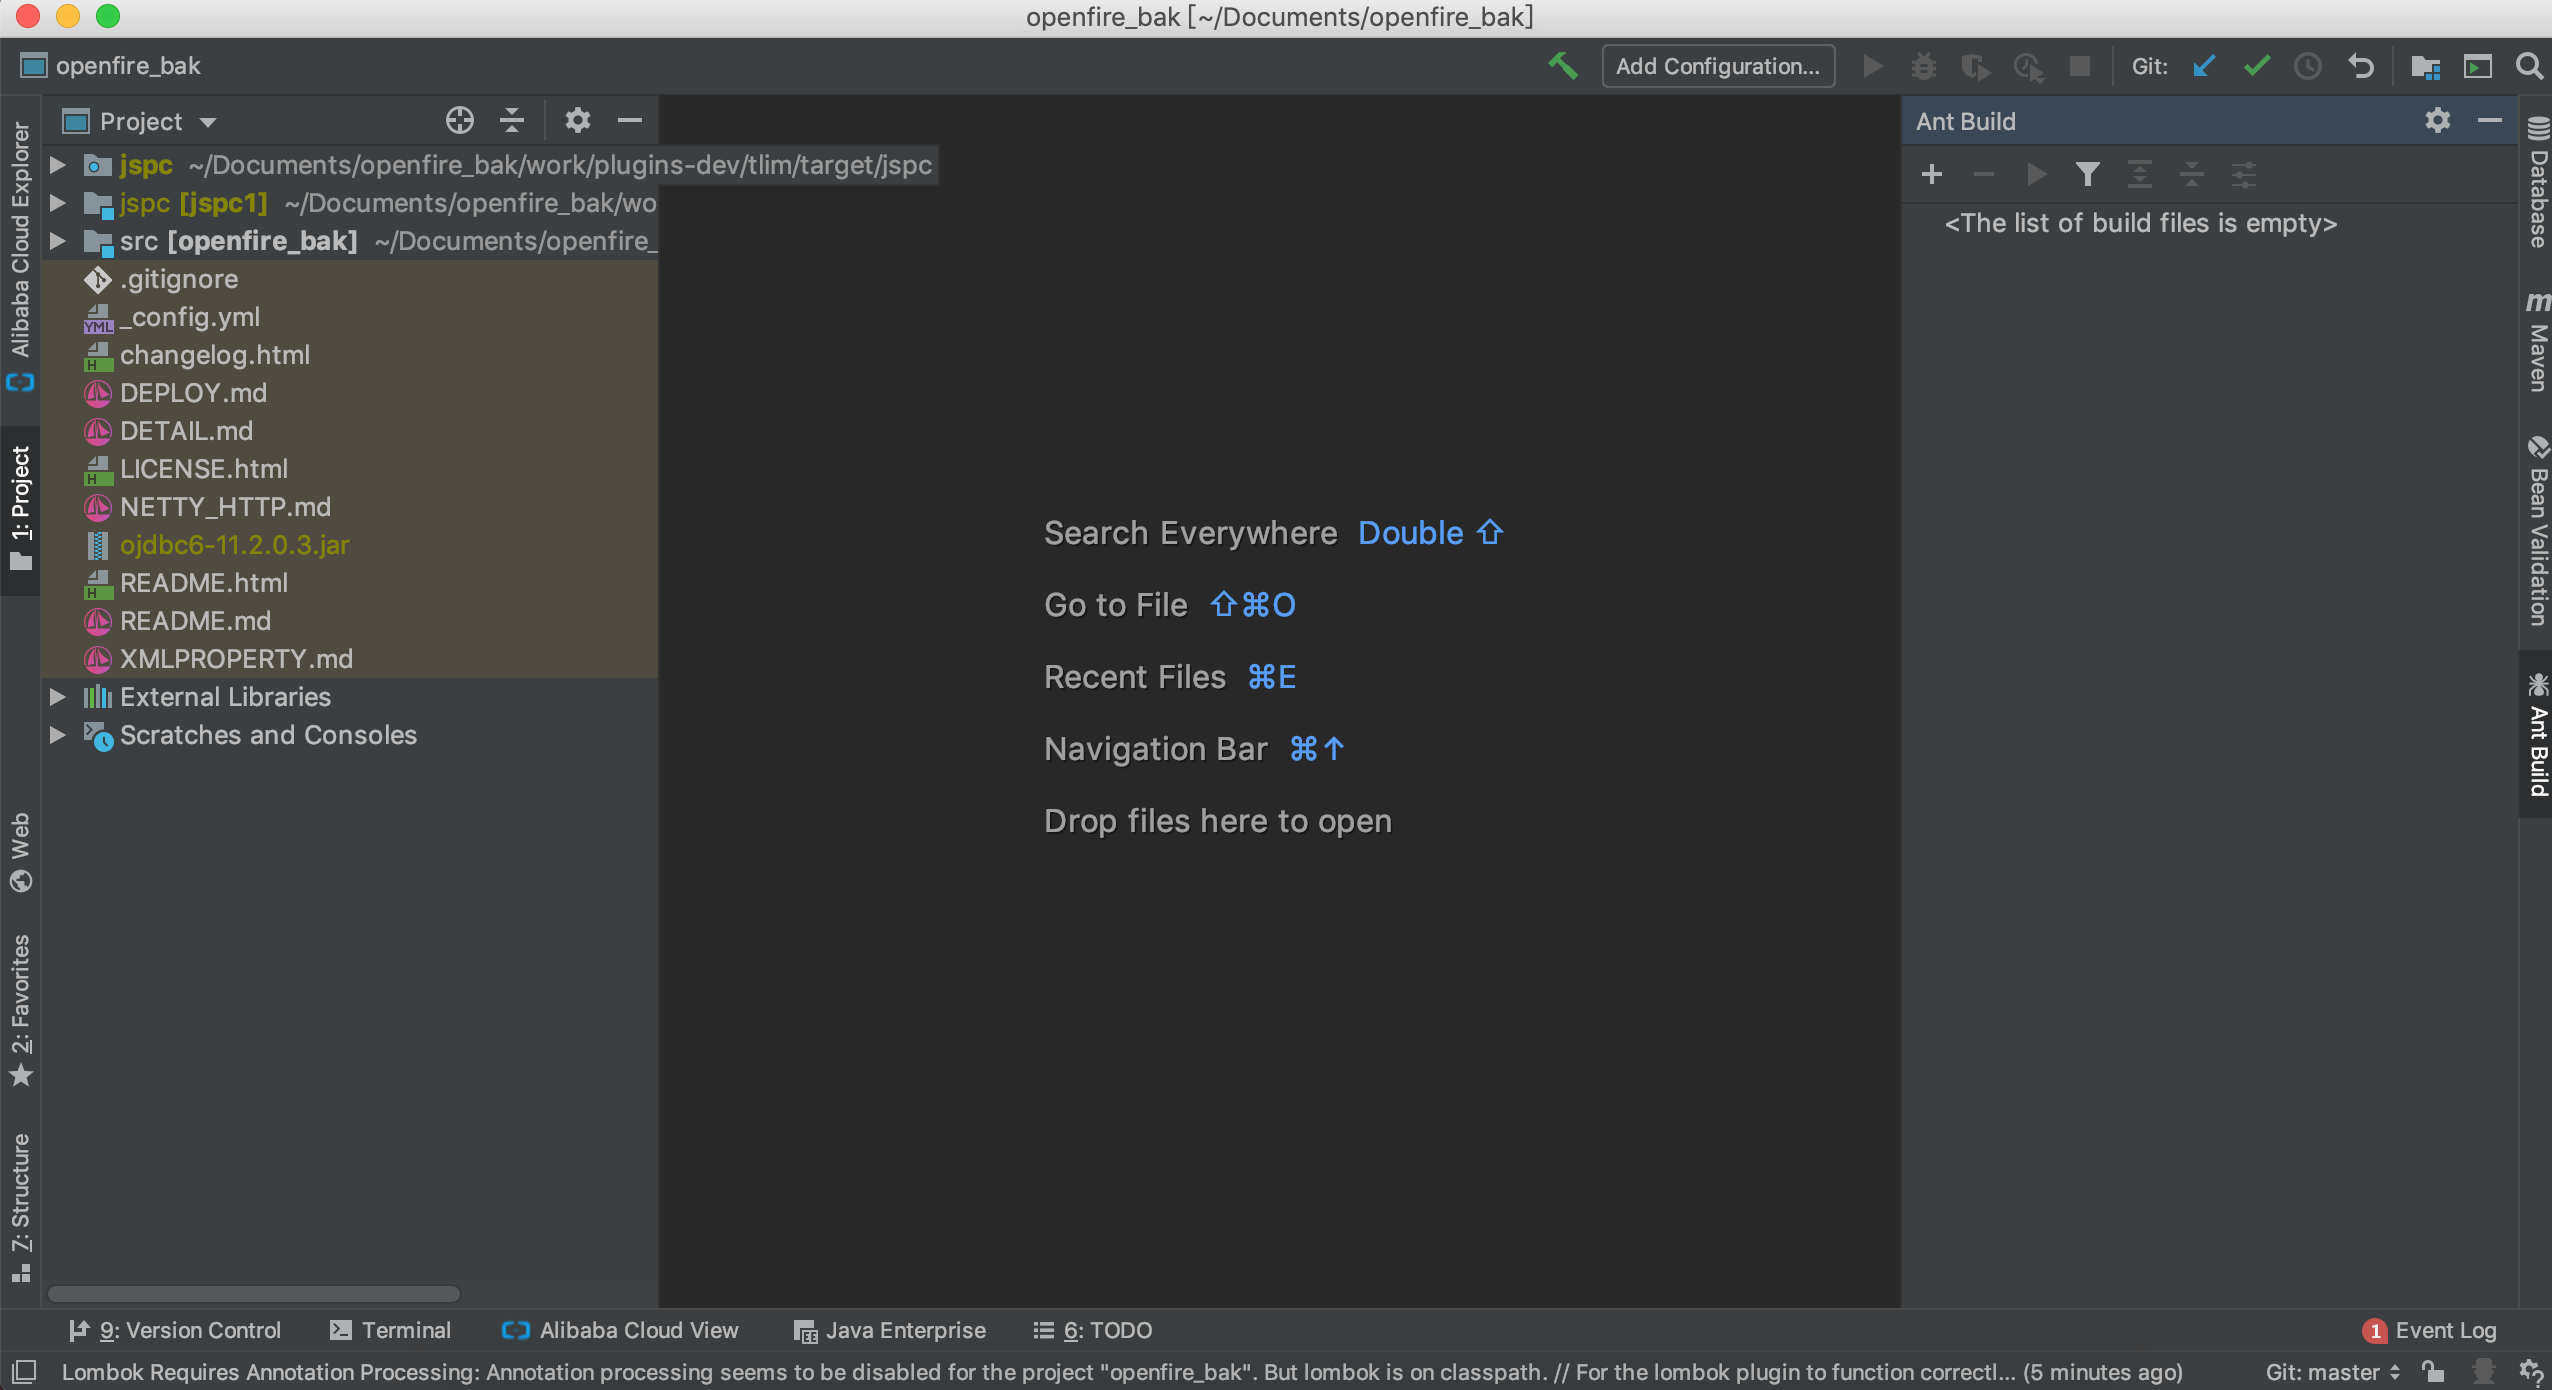 openfire_bak [~/Documents/openfire_bak]
openfire_bak
Add Configuration...
Git:
Project
jspc ~/Documents/openfire_bak/work/plugins-dev/tlim/target/jspc
jspc [jspc1] ~/Documents/openfire_bak/wo
src [openfire_bak] ~/Documents/openfire_
.gitignore
YML _config.yml
H changelog.html
DEPLOY.md
DETAIL.md
H LICENSE.html
NETTY_HTTP.md
ojdbc6-11.2.0.3.jar
H README.html
README.md
XMLPROPERTY.md
External Libraries
Scratches and Consoles
Alibaba Cloud Explorer
1: Project
Web
2: Favorites
7: Structure
Search Everywhere Double ⇧
Go to File ⇧⌘O
Recent Files ⌘E
Navigation Bar ⌘↑
Drop files here to open
Ant Build
<The list of build files is empty>
Database
m Maven
Bean Validation
Ant Build
9: Version Control
Terminal
Alibaba Cloud View
EE Java Enterprise
6: TODO
1 Event Log
Lombok Requires Annotation Processing: Annotation processing seems to be disabled for the project "openfire_bak". But lombok is on classpath. // For the lombok plugin to function correctl... (5 minutes ago)
Git: master